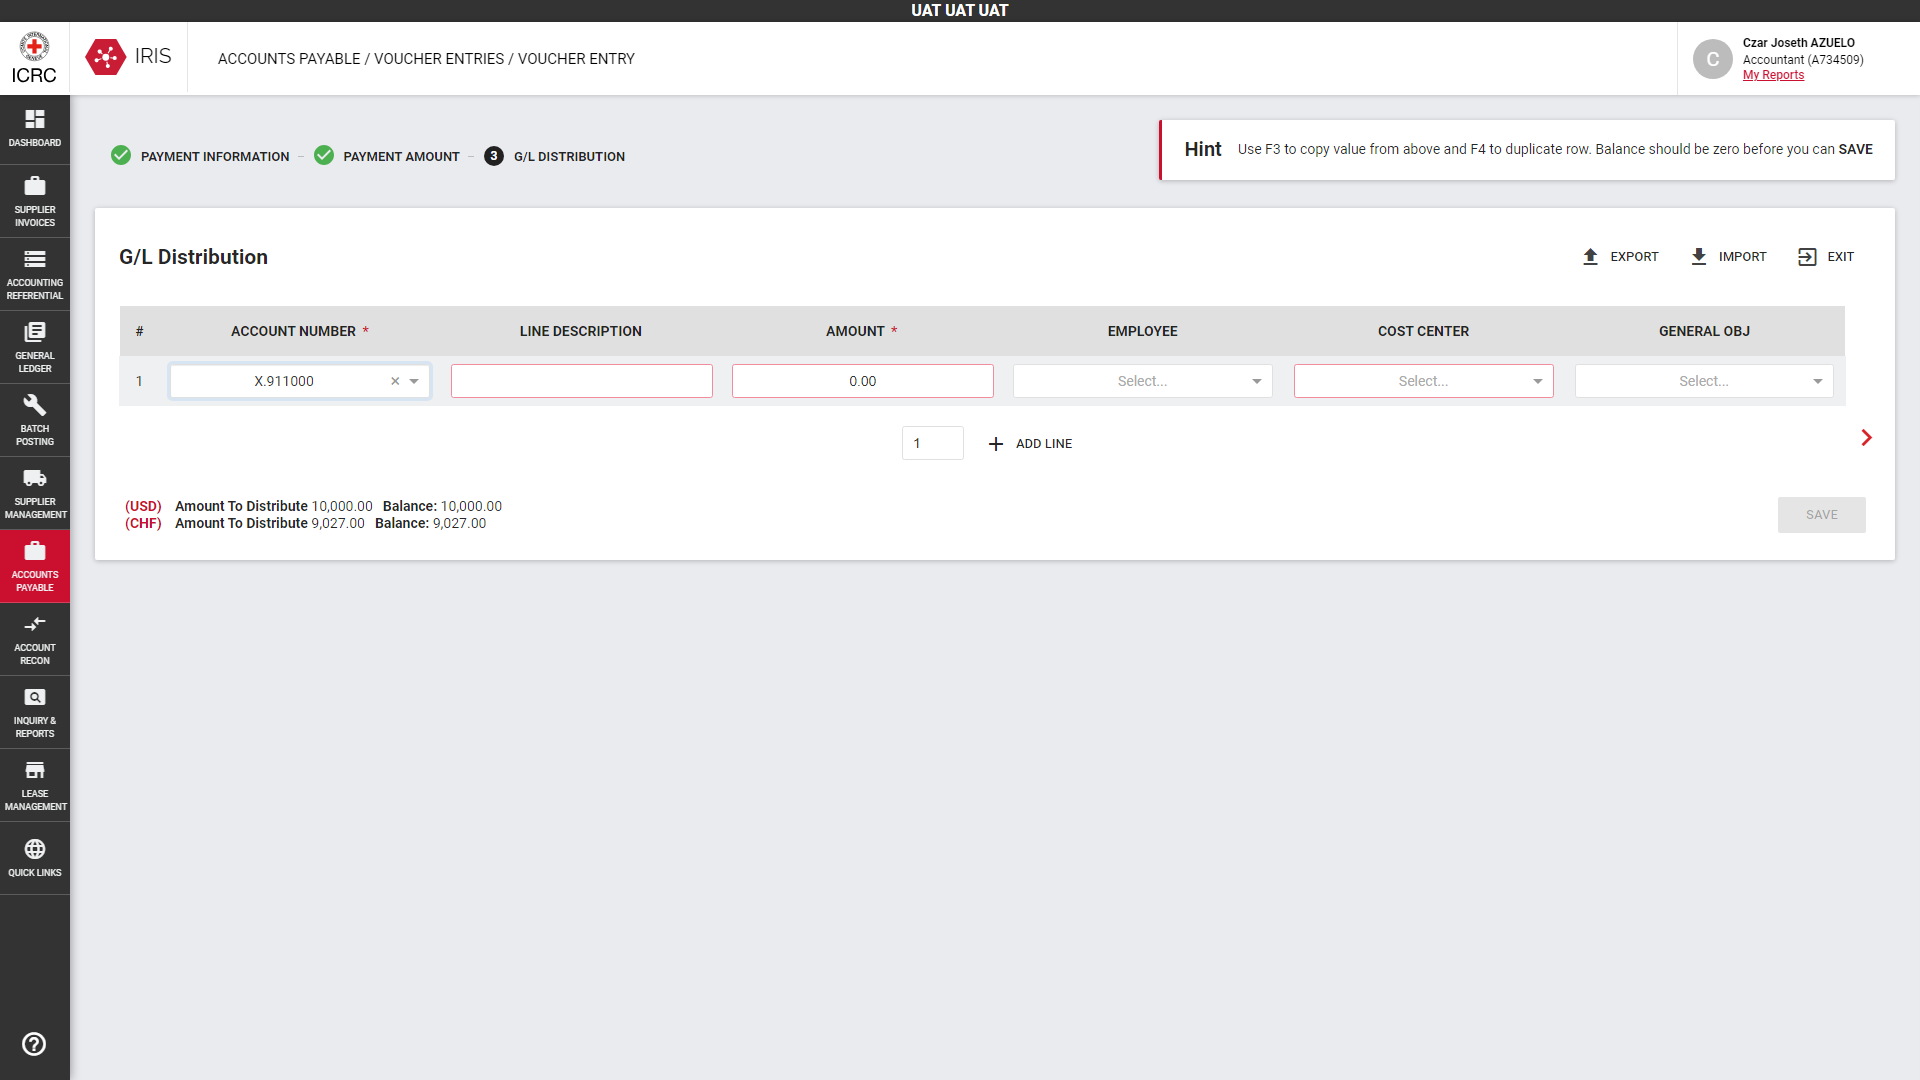 UAT UAT UAT
ICRC
IRIS
ACCOUNTS PAYABLE / VOUCHER ENTRIES / VOUCHER ENTRY
C
Czar Joseth AZUELO
Accountant (A734509)
My Reports
DASHBOARD
SUPPLIER
INVOICES
ACCOUNTING
REFERENTIAL
GENERAL
LEDGER
BATCH
POSTING
SUPPLIER
MANAGEMENT
ACCOUNTS
PAYABLE
ACCOUNT
RECON
INQUIRY &
REPORTS
LEASE
MANAGEMENT
QUICK LINKS
PAYMENT INFORMATION
PAYMENT AMOUNT
3 G/L DISTRIBUTION
Hint Use F3 to copy value from above and F4 to duplicate row. Balance should be zero before you can SAVE
G/L Distribution
EXPORT
IMPORT
EXIT
# ACCOUNT NUMBER * LINE DESCRIPTION AMOUNT * EMPLOYEE COST CENTER GENERAL OBJ
1 X.911000 0.00 Select... Select... Select...
1 ADD LINE
(USD) Amount To Distribute 10,000.00 Balance: 10,000.00
(CHF) Amount To Distribute 9,027.00 Balance: 9,027.00
SAVE